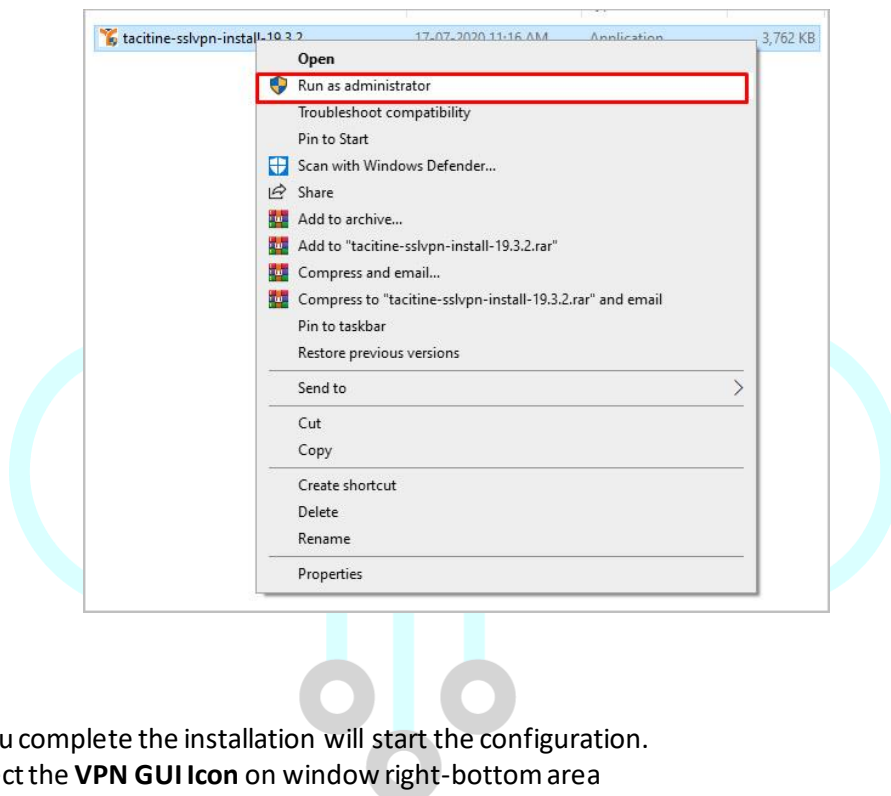 tacitine-sslvpn-install-19.3.2 17-07-2020 11:16 AM Application 3,762 KB
Open
Run as administrator
Troubleshoot compatibility
Pin to Start
Scan with Windows Defender...
Share
Add to archive...
Add to "tacitine-sslvpn-install-19.3.2.rar"
Compress and email...
Compress to "tacitine-sslvpn-install-19.3.2.rar" and email
Pin to taskbar
Restore previous versions
Send to
Cut
Copy
Create shortcut
Delete
Rename
Properties
u complete the installation will start the configuration.
ct the VPN GUI Icon on window right-bottom area